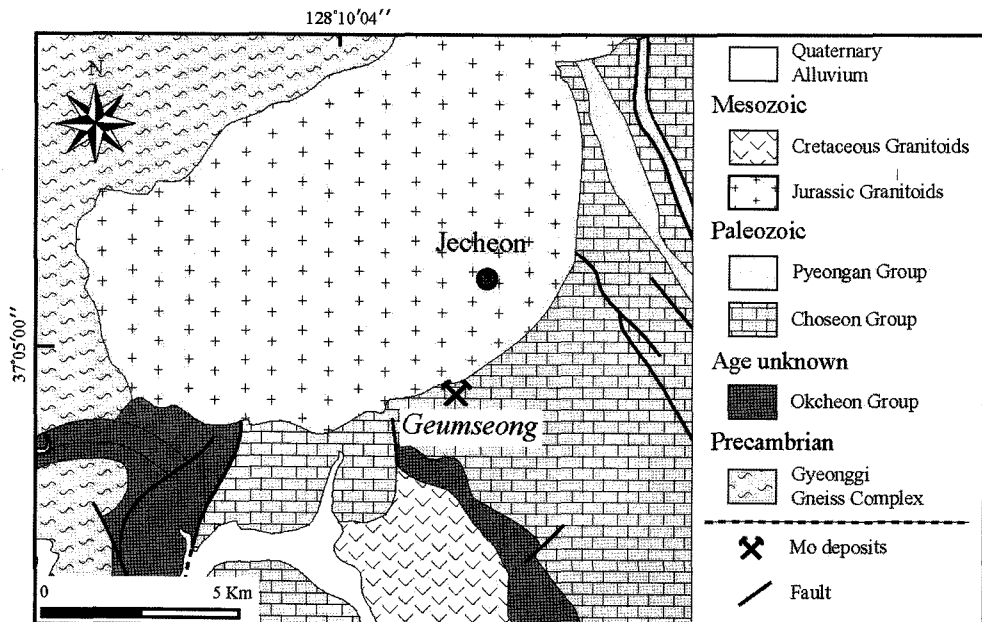 128°10′04″
N
37°05′00″
Jecheon
Geumseong
0 5 Km
Quaternary
Alluvium
Mesozoic
Cretaceous Granitoids
Jurassic Granitoids
Paleozoic
Pyeongan Group
Choseon Group
Age unknown
Okcheon Group
Precambrian
Gyeonggi
Gneiss Complex
Mo deposits
Fault